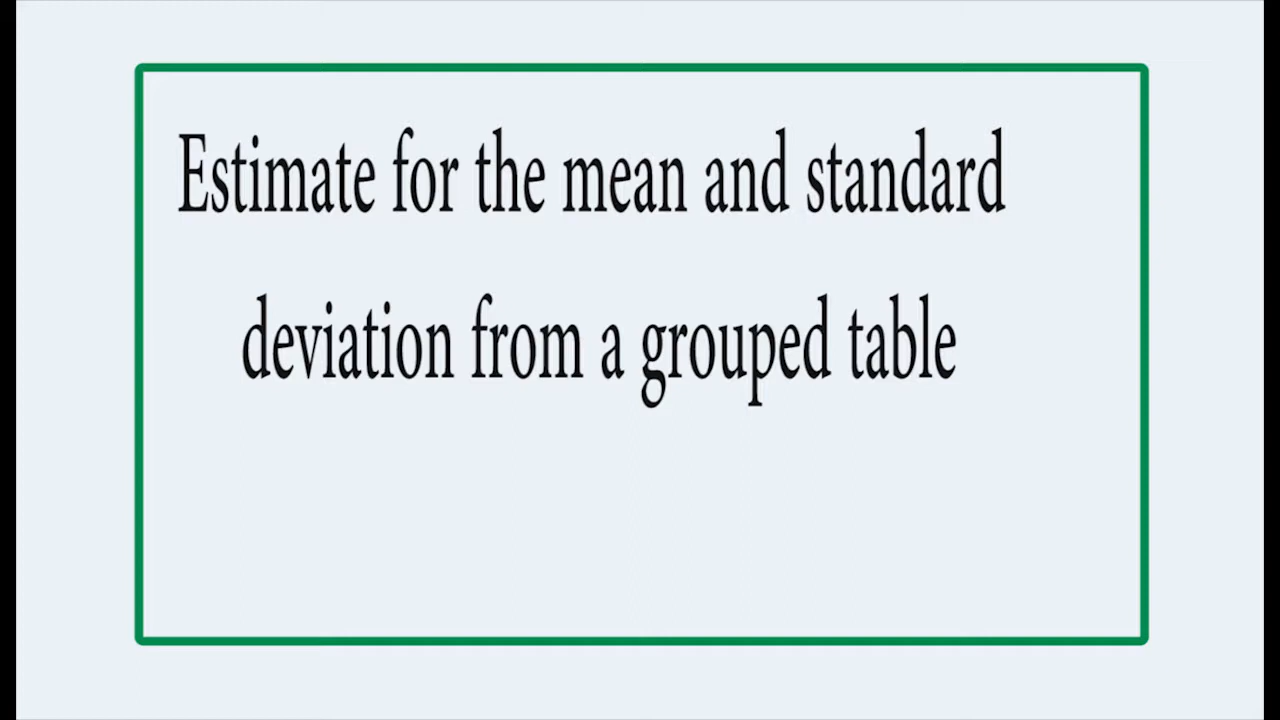 Estimate for the mean and standard
deviation from a grouped table